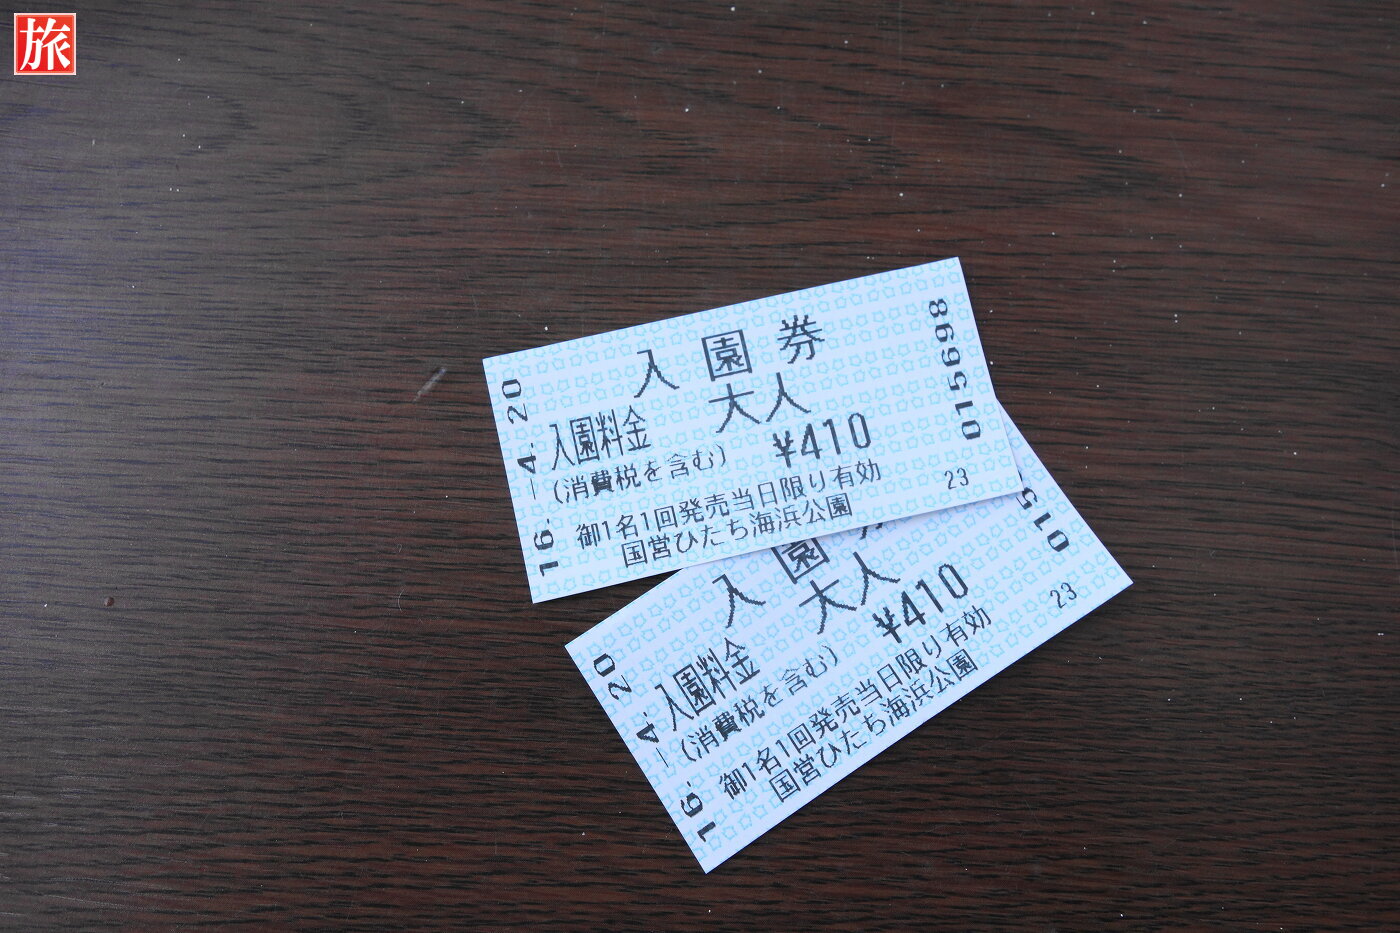 旅
入園券
大人
入園料金 ¥410
(消費税を含む)
御1名1回発売当日限り有効
国営ひたち海浜公園
23
16.-4.20
015698
入園
大人
入園料金 ¥410
(消費税を含む)
御1名1回発売当日限り有効
国営ひたち海浜公園
23
16.-4.20
015